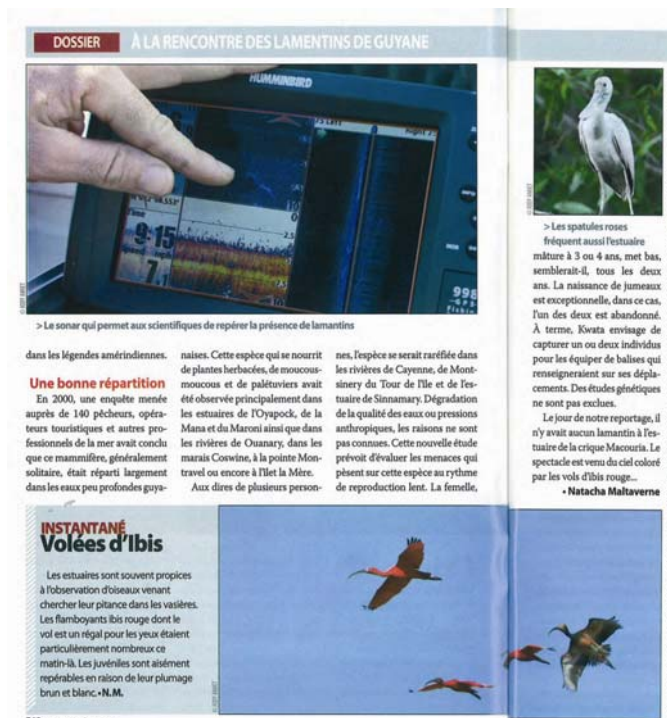 DOSSIER
À LA RENCONTRE DES LAMENTINS DE GUYANE
HUMMINBIRD
9:15
998
> Le sonar qui permet aux scientifiques de repérer la présence de lamantins
dans les légendes amérindiennes.
Une bonne répartition
En 2000, une enquête menée
auprès de 140 pêcheurs, opéra-
teurs touristiques et autres pro-
fessionnels de la mer avait conclu
que ce mammifère, généralement
solitaire, était réparti largement
dans les eaux peu profondes guya-
naises. Cette espèce qui se nourrit
de plantes herbacées, de moucous-
moucous et de palétuviers avait
été observée principalement dans
les estuaires de l'Oyapock, de la
Mana et du Maroni ainsi que dans
les rivières de Ouanary, dans les
marais Coswine, à la pointe Mon-
travel ou encore à l'îlet la Mère.
Aux dires de plusieurs person-
nes, l'espèce se serait raréfiée dans
les rivières de Cayenne, de Mont-
sinery du Tour de l'île et de l'es-
tuaire de Sinnamary. Dégradation
de la qualité des eaux ou pressions
anthropiques, les raisons ne sont
pas connues. Cette nouvelle étude
prévoit d'évaluer les menaces qui
pèsent sur cette espèce au rythme
de reproduction lent. La femelle,
> Les spatules roses
fréquent aussi l'estuaire
mâture à 3 ou 4 ans, met bas,
semblerait-il, tous les deux
ans. La naissance de jumeaux
est exceptionnelle, dans ce cas,
l'un des deux est abandonné.
À terme, Kwata envisage de
capturer un ou deux individus
pour les équiper de balises qui
renseigneraient sur ses dépla-
cements. Des études génétiques
ne sont pas exclues.
Le jour de notre reportage, il
n'y avait aucun lamantin à l'es-
tuaire de la crique Macouria. Le
spectacle est venu du ciel coloré
par les vols d'ibis rouge...
• Natacha Maltaverne
INSTANTANÉ
Volées d'Ibis
Les estuaires sont souvent propices
à l'observation d'oiseaux venant
chercher leur pitance dans les vasières.
Les flamboyants ibis rouge dont le
vol est un régal pour les yeux étaient
particulièrement nombreux ce
matin-là. Les juvéniles sont aisément
repérables en raison de leur plumage
brun et blanc. • N.M.